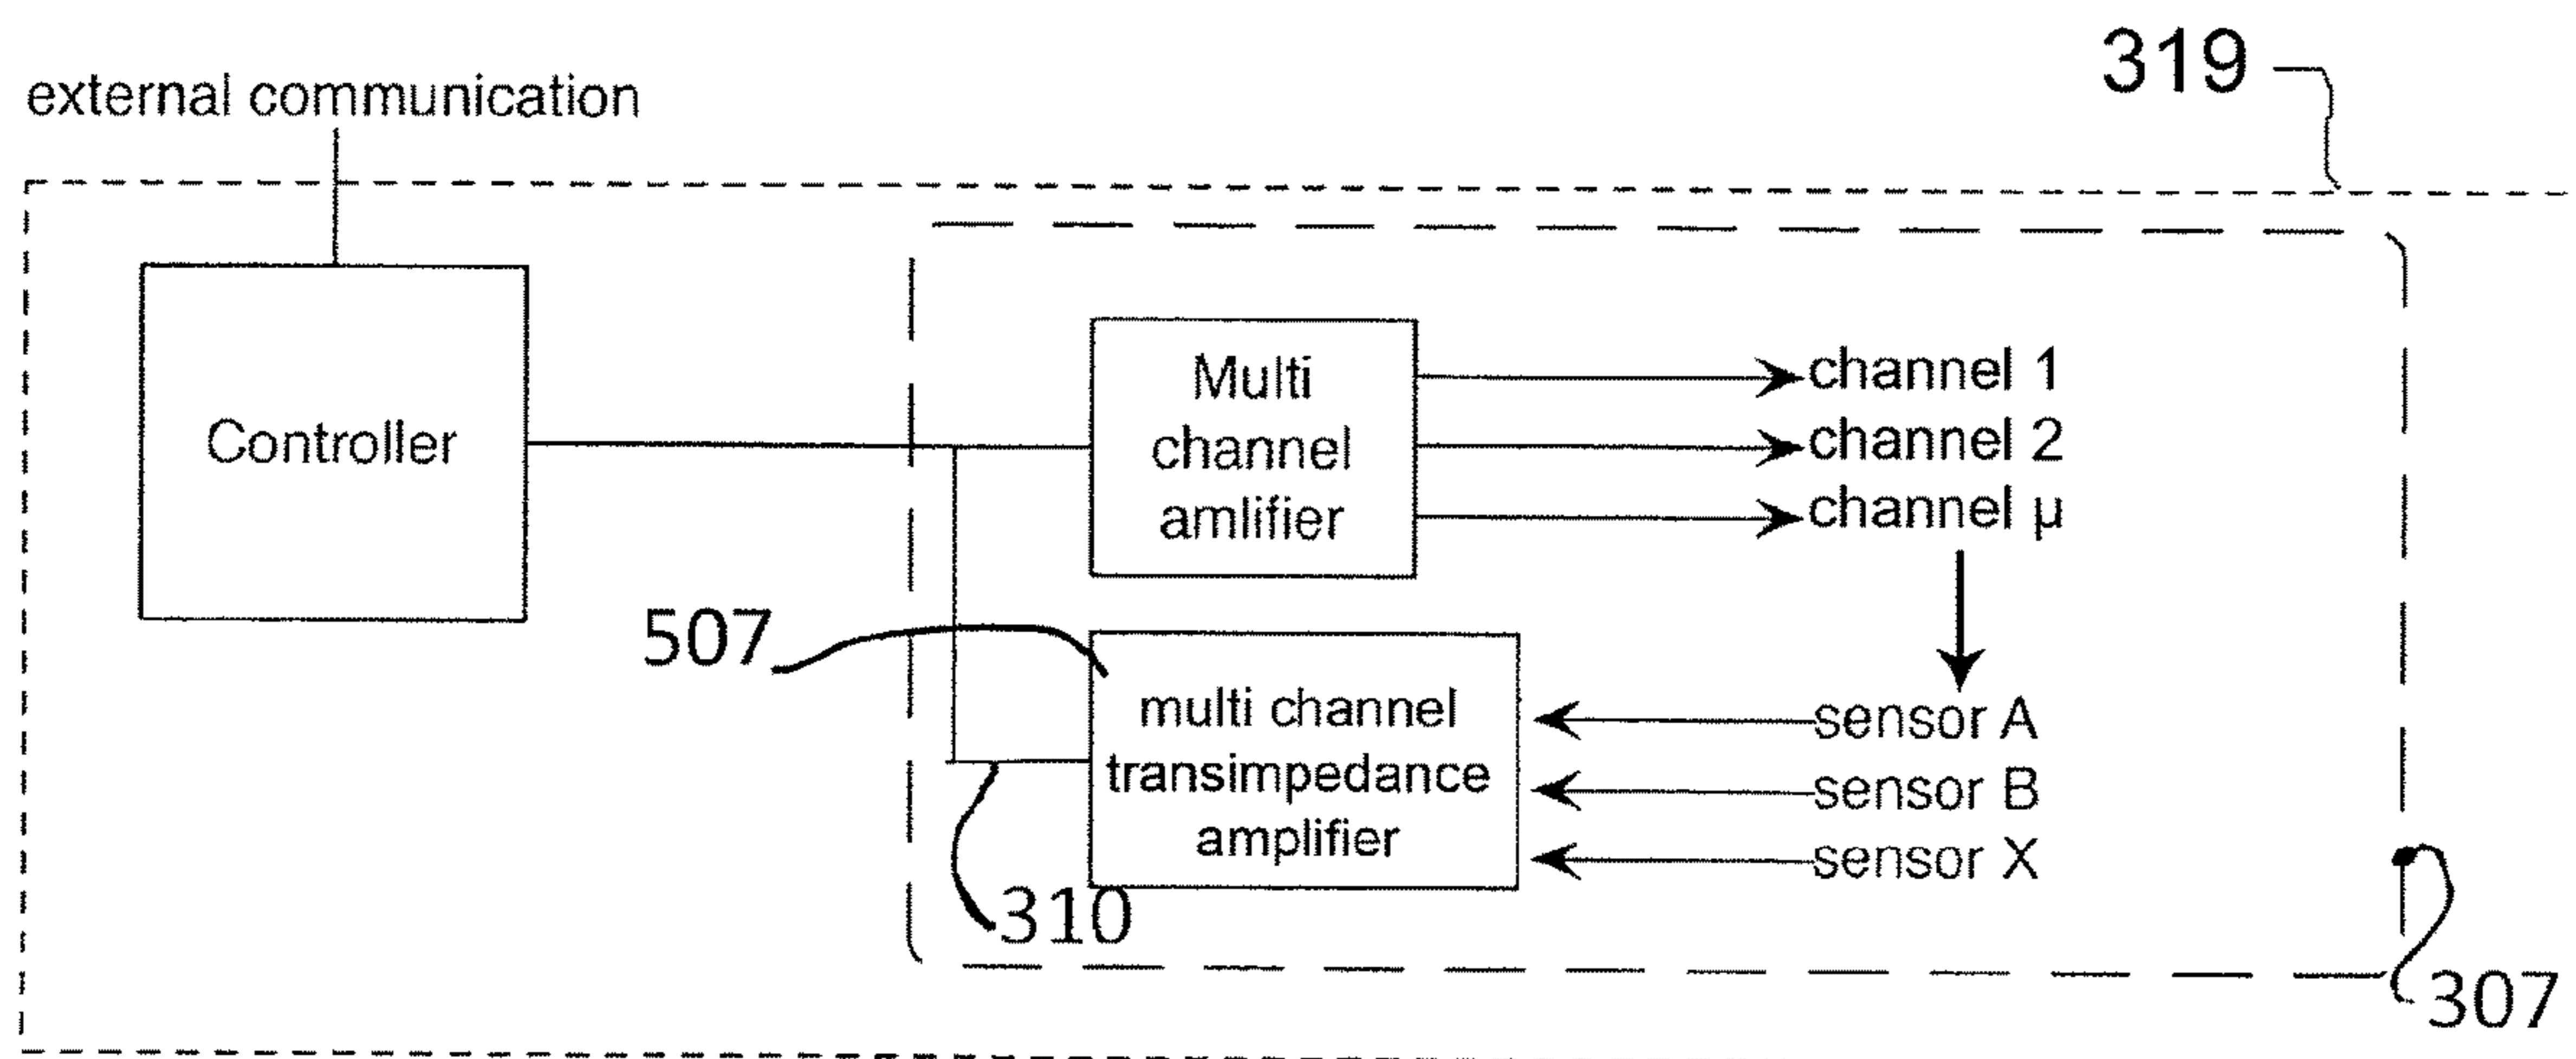 319
external communication
Controller
Multi
channel
amlifier
channel 1
channel 2
channel µ
507
multi channel
transimpedance
amplifier
sensor A
sensor B
sensor X
310
307